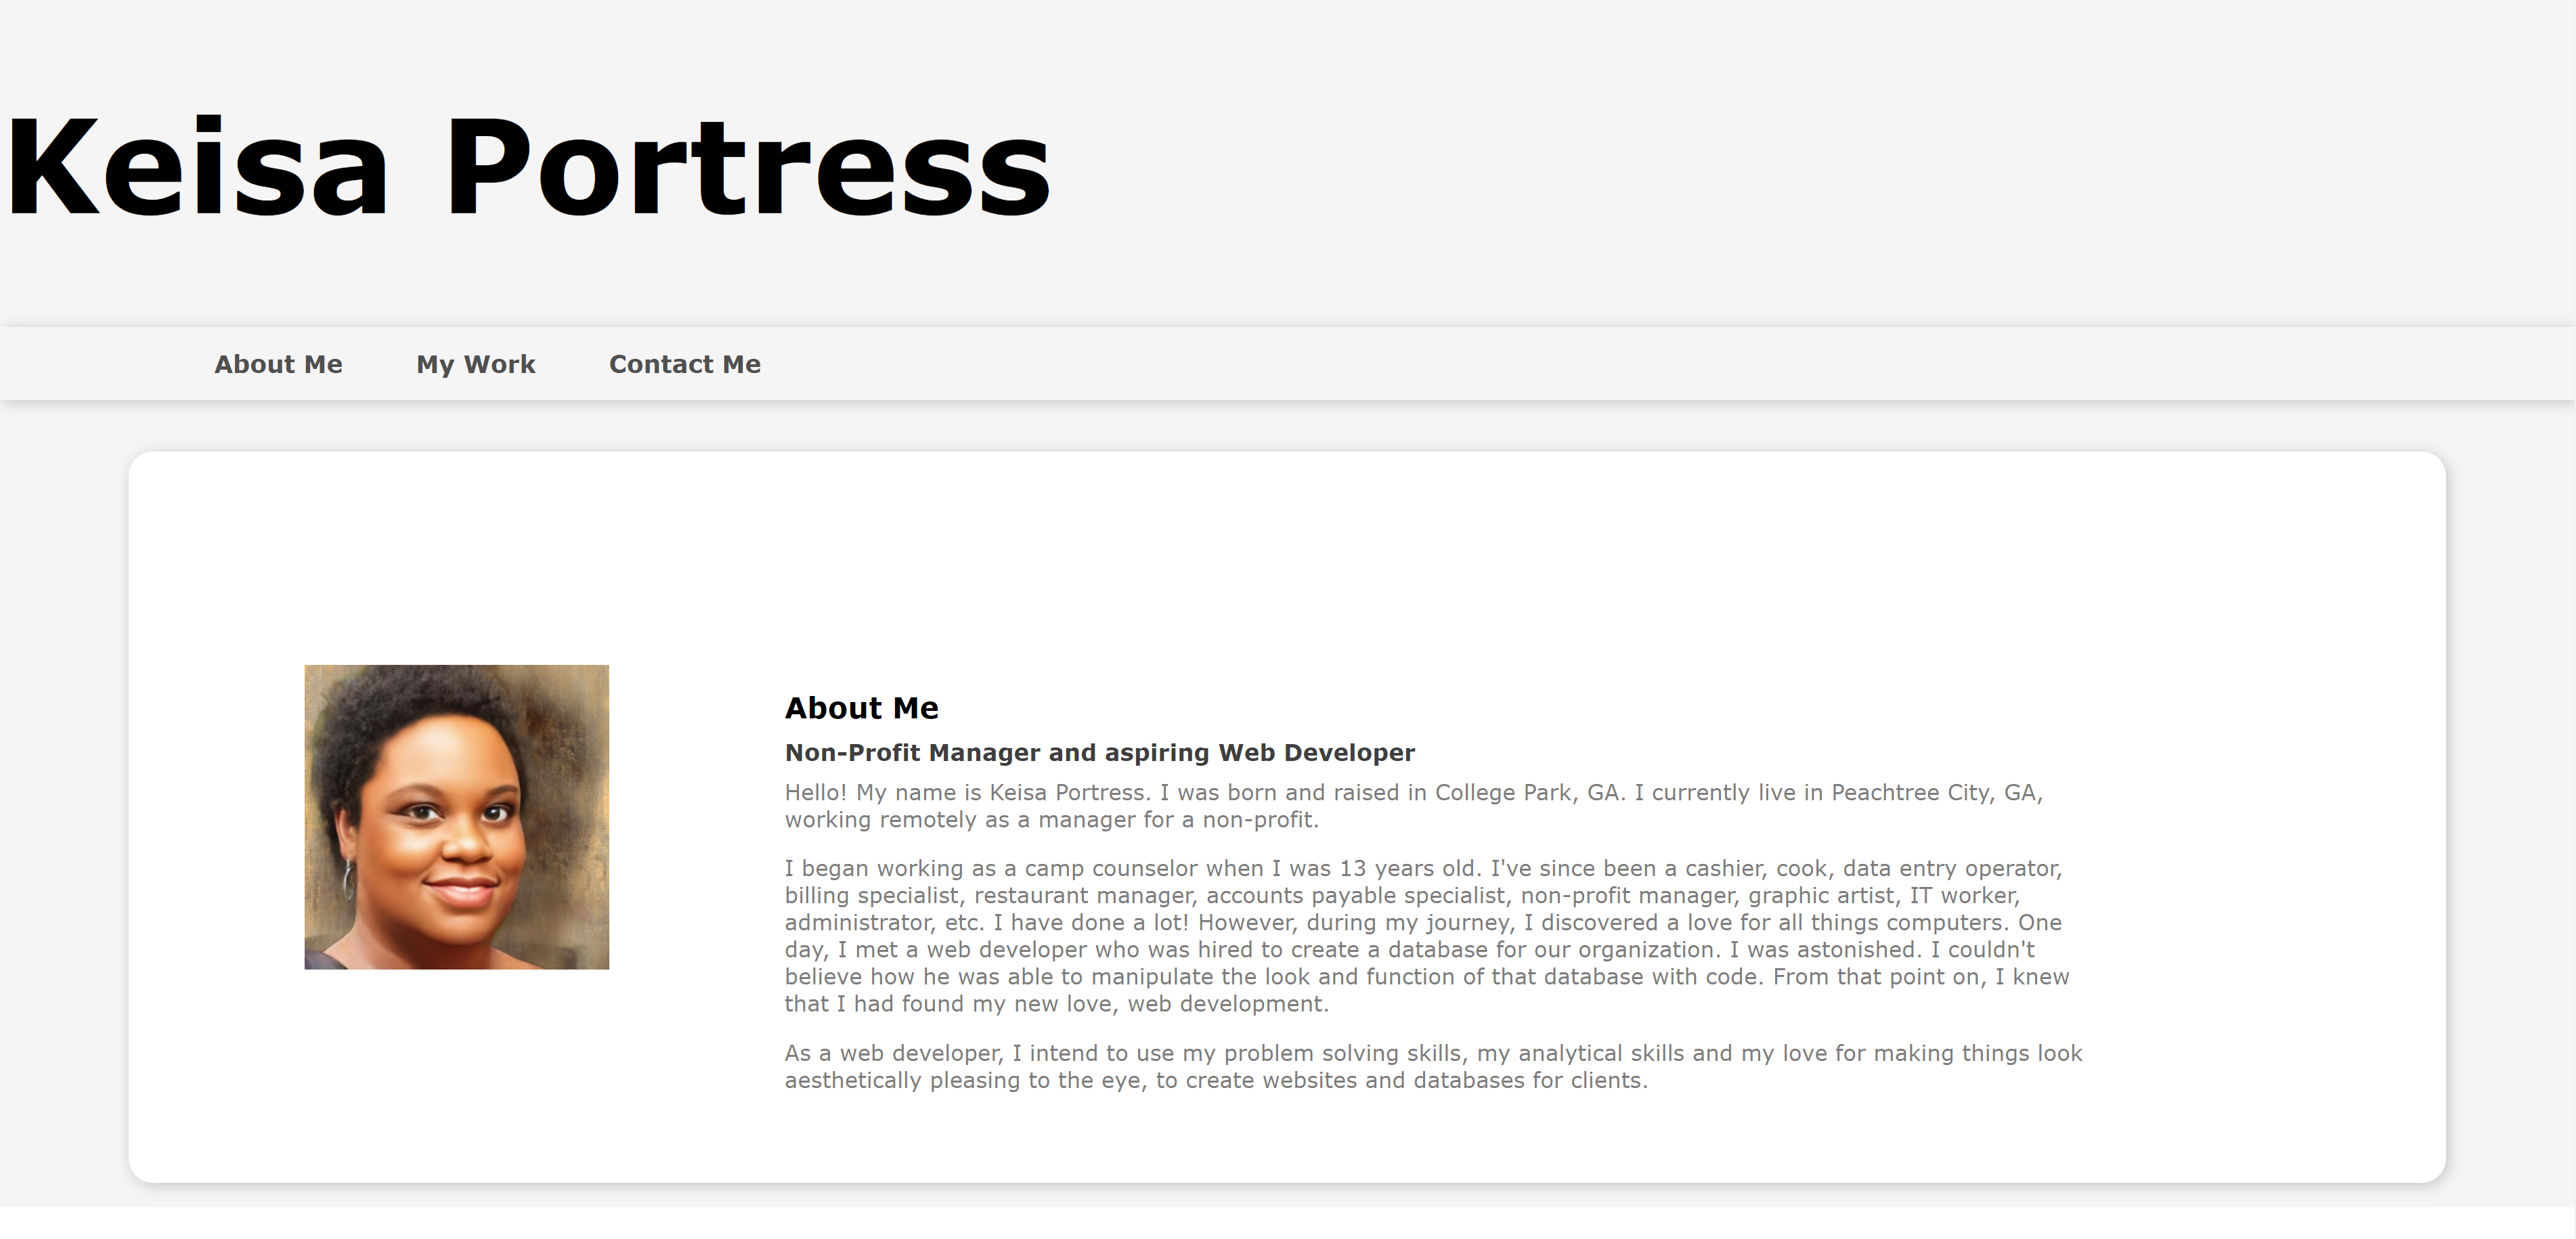 Keisa Portress
About Me
My Work
Contact Me
About Me
Non-Profit Manager and aspiring Web Developer
Hello! My name is Keisa Portress. I was born and raised in College Park, GA. I currently live in Peachtree City, GA,
working remotely as a manager for a non-profit.
I began working as a camp counselor when I was 13 years old. I've since been a cashier, cook, data entry operator,
billing specialist, restaurant manager, accounts payable specialist, non-profit manager, graphic artist, IT worker,
administrator, etc. I have done a lot! However, during my journey, I discovered a love for all things computers. One
day, I met a web developer who was hired to create a database for our organization. I was astonished. I couldn't
believe how he was able to manipulate the look and function of that database with code. From that point on, I knew
that I had found my new love, web development.
As a web developer, I intend to use my problem solving skills, my analytical skills and my love for making things look
aesthetically pleasing to the eye, to create websites and databases for clients.